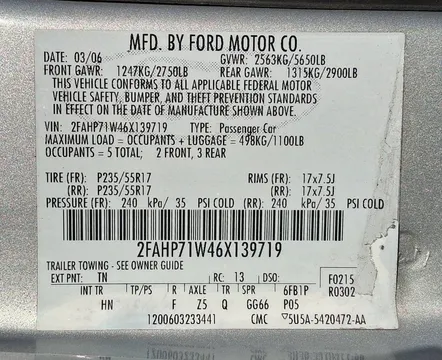 MFD. BY FORD MOTOR CO.
DATE: 03/06 GVWR: 2563KG/5650LB
FRONT GAWR: 1247KG/2750LB REAR GAWR: 1315KG/2900LB
THIS VEHICLE CONFORMS TO ALL APPLICABLE FEDERAL MOTOR
VEHICLE SAFETY, BUMPER, AND THEFT PREVENTION STANDARDS
IN EFFECT ON THE DATE OF MANUFACTURE SHOWN ABOVE.
VIN: 2FAHP71W46X139719 TYPE: Passenger Car
MAXIMUM LOAD = OCCUPANTS + LUGGAGE = 498KG/1100LB
OCCUPANTS = 5 TOTAL: 2 FRONT, 3 REAR
TIRE (FR): P235/55R17 RIMS (FR): 17x7.5J
(RR): P235/55R17 (RR): 17x7.5J
PRESSURE (FR): 240 kPa/ 35 PSI COLD (RR): 240 kPa/ 35 PSI COLD
2FAHP71W46X139719
TRAILER TOWING - SEE OWNER GUIDE
EXT PNT: TN RC: 13 DSO: F0215
INT TR TP/PS R AXLE TR SPR 6FB1P R0302
HN F Z5 Q GG66 P05
1200603233441 CMC ▽5U5A-5420472-AA